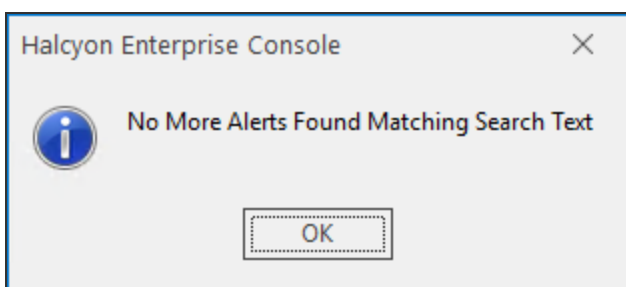 Halcyon Enterprise Console
No More Alerts Found Matching Search Text
OK